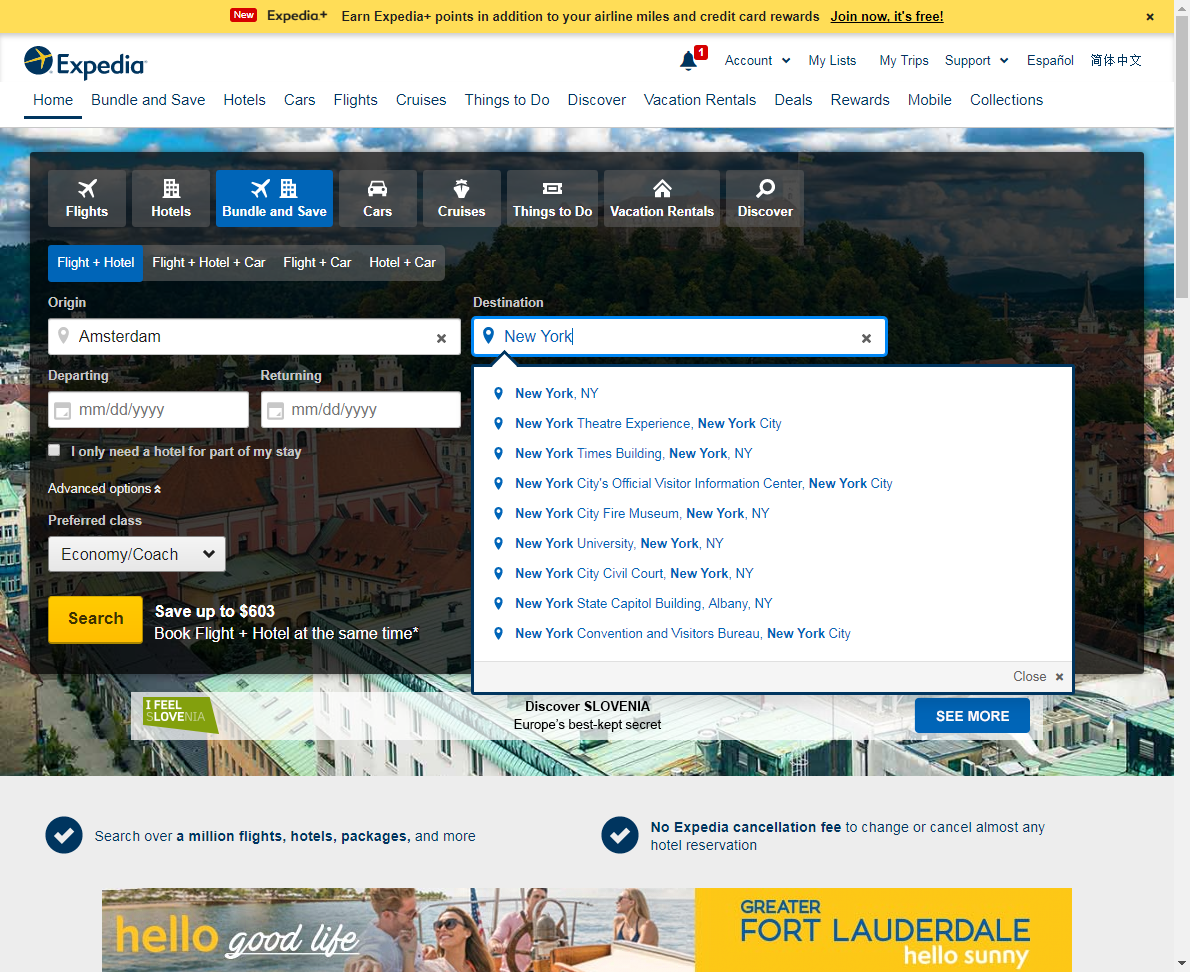 New Expedia+ Earn Expedia+ points in addition to your airline miles and credit card rewards Join now, it's free! ×
Expedia
1 Account My Lists My Trips Support Español 简体中文
Home Bundle and Save Hotels Cars Flights Cruises Things to Do Discover Vacation Rentals Deals Rewards Mobile Collections
Flights Hotels Bundle and Save Cars Cruises Things to Do Vacation Rentals Discover
Flight + Hotel Flight + Hotel + Car Flight + Car Hotel + Car
Origin Destination
Amsterdam × New York ×
Departing Returning
mm/dd/yyyy mm/dd/yyyy
I only need a hotel for part of my stay
Advanced options
Preferred class
Economy/Coach
Search
Save up to $603
Book Flight + Hotel at the same time*
New York, NY
New York Theatre Experience, New York City
New York Times Building, New York, NY
New York City's Official Visitor Information Center, New York City
New York City Fire Museum, New York, NY
New York University, New York, NY
New York City Civil Court, New York, NY
New York State Capitol Building, Albany, NY
New York Convention and Visitors Bureau, New York City
Close ×
I FEEL
SLOVENIA
Discover SLOVENIA
Europe's best-kept secret
SEE MORE
Search over a million flights, hotels, packages, and more
No Expedia cancellation fee to change or cancel almost any
hotel reservation
hello good life
GREATER
FORT LAUDERDALE
hello sunny